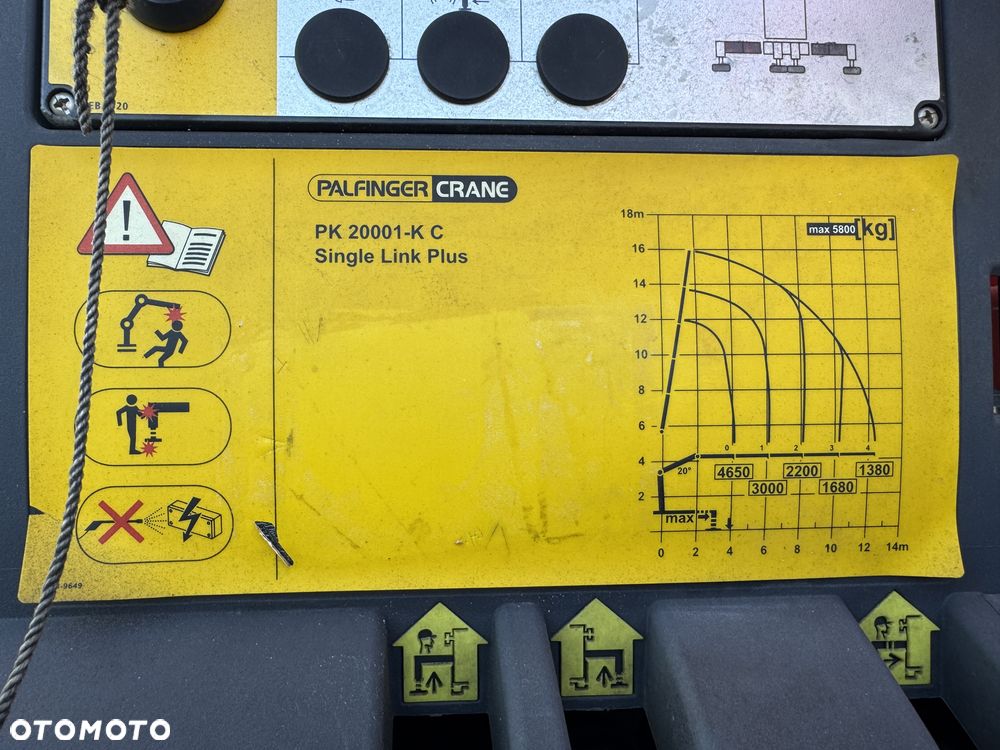 PALFINGER CRANE
PK 20001-K C
Single Link Plus
18m
max 5800 [kg]
16
14
12
10
8
6
4
2
0 1 2 3 4
20°
4650 2200 1380
3000 1680
max
0 2 4 6 8 10 12 14m
-9649
OTOMOTO